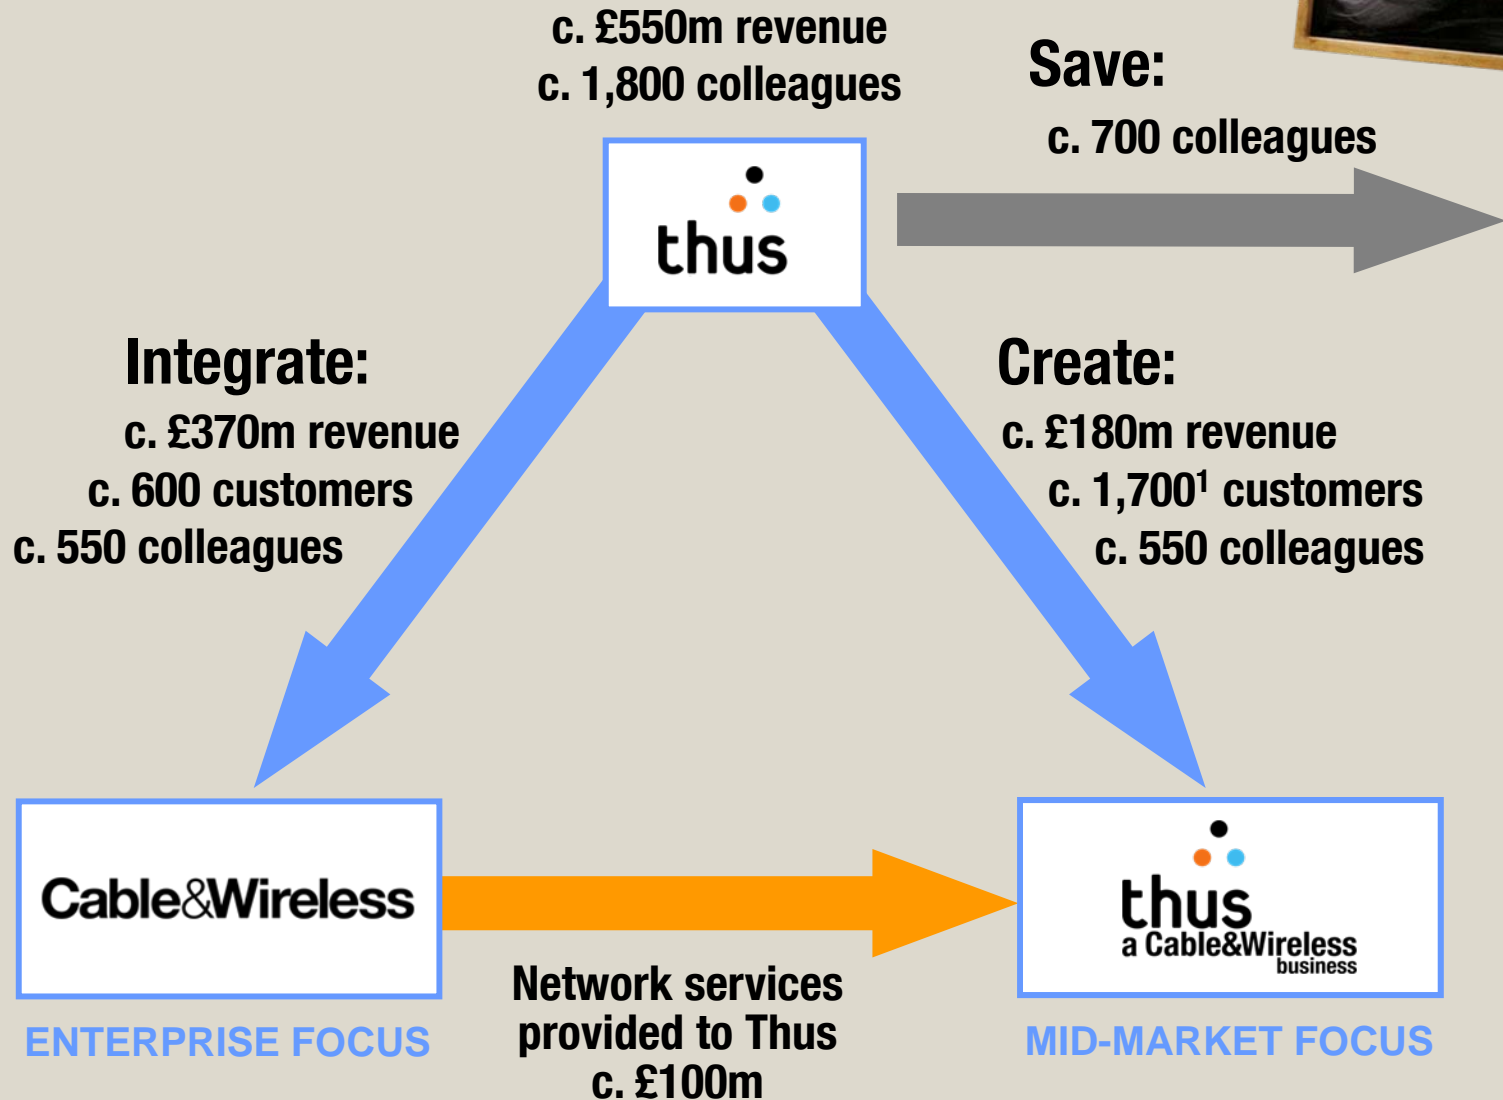 c. £550m revenue
c. 1,800 colleagues
Save:
c. 700 colleagues
thus
Integrate:
c. £370m revenue
c. 600 customers
c. 550 colleagues
Create:
c. £180m revenue
c. 1,700¹ customers
c. 550 colleagues
Cable&Wireless
thus
a Cable&Wireless
business
ENTERPRISE FOCUS
Network services
provided to Thus
c. £100m
MID-MARKET FOCUS